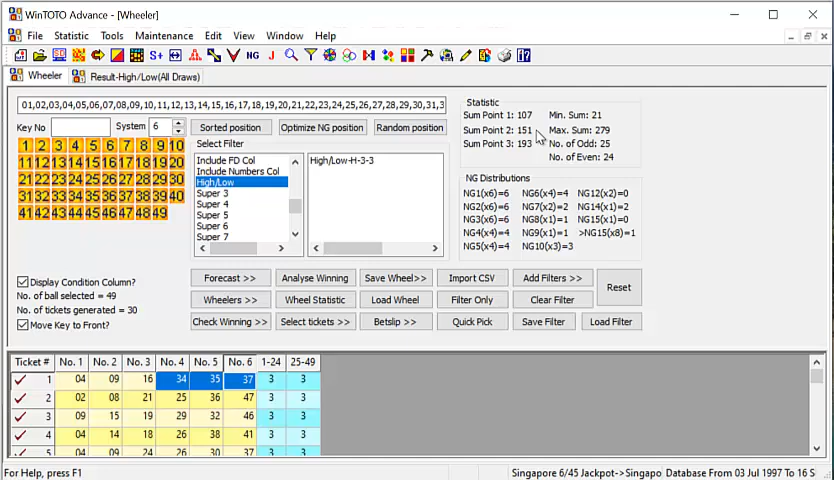 WinTOTO Advance - [Wheeler]
File Statistic Tools Maintenance Edit View Window Help
Wheeler Result-High/Low(All Draws)
01,02,03,04,05,06,07,08,09,10,11,12,13,14,15,16,17,18,19,20,21,22,23,24,25,26,27,28,29,30,31,3
Key No System 6
Sorted position Optimize NG position Random position
1 2 3 4 5 6 7 8 9 10
11 12 13 14 15 16 17 18 19 20
21 22 23 24 25 26 27 28 29 30
31 32 33 34 35 36 37 38 39 40
41 42 43 44 45 46 47 48 49
Select Filter
Include FD Col
Include Numbers Col
High/Low
Super 3
Super 4
Super 5
Super 6
Super 7
High/Low-H-3-3
Statistic
Sum Point 1: 107 Min. Sum: 21
Sum Point 2: 151 Max. Sum: 279
Sum Point 3: 193 No. of Odd: 25
No. of Even: 24
NG Distributions
NG1(x6)=6 NG6(x4)=4 NG12(x2)=0
NG2(x6)=6 NG7(x2)=2 NG14(x1)=2
NG3(x6)=6 NG8(x1)=1 NG15(x1)=0
NG4(x4)=4 NG9(x1)=1 >NG15(x8)=1
NG5(x4)=4 NG10(x3)=3
Display Condition Column?
No. of ball selected = 49
No. of tickets generated = 30
Move Key to Front?
Forecast >> Analyse Winning Save Wheel>> Import CSV Add Filters >> Reset
Wheelers >> Wheel Statistic Load Wheel Filter Only Clear Filter
Check Winning >> Select tickets >> Betslip >> Quick Pick Save Filter Load Filter
Ticket # No. 1 No. 2 No. 3 No. 4 No. 5 No. 6 1-24 25-49
1 04 09 16 34 35 37 3 3
2 02 08 21 25 36 47 3 3
3 09 15 19 29 32 46 3 3
4 04 14 18 26 38 41 3 3
5 04 09 24 26 30 37 3 3
For Help, press F1
Singapore 6/45 Jackpot->Singapo Database From 03 Jul 1997 To 16 S